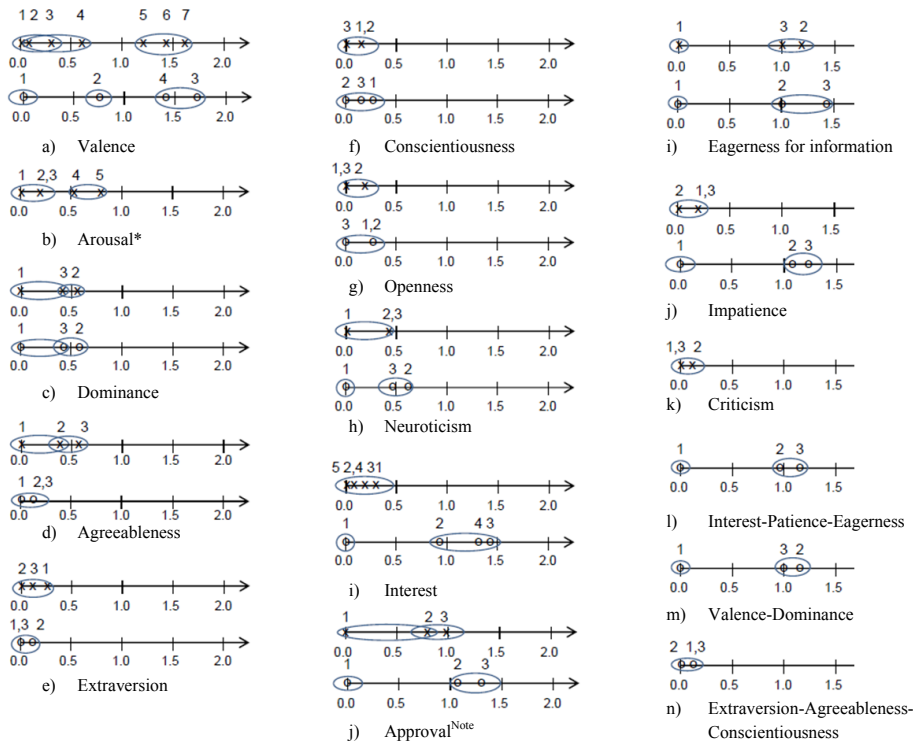 1 2 3 4 5 6 7
0.0 0.5 1.0 1.5 2.0
1 2 4 3
0.0 0.5 1.0 1.5 2.0
a) Valence
1 2,3 4 5
0.0 0.5 1.0 1.5 2.0
b) Arousal*
1 3 2
0.0 0.5 1.0 1.5 2.0
1 3 2
0.0 0.5 1.0 1.5 2.0
c) Dominance
1 2 3
0.0 0.5 1.0 1.5 2.0
1 2,3
0.0 0.5 1.0 1.5 2.0
d) Agreeableness
2 3 1
0.0 0.5 1.0 1.5 2.0
1,3 2
0.0 0.5 1.0 1.5 2.0
e) Extraversion
3 1,2
0.0 0.5 1.0 1.5 2.0
2 3 1
0.0 0.5 1.0 1.5 2.0
f) Conscientiousness
1,3 2
0.0 0.5 1.0 1.5 2.0
3 1,2
0.0 0.5 1.0 1.5 2.0
g) Openness
1 2,3
0.0 0.5 1.0 1.5 2.0
1 3 2
0.0 0.5 1.0 1.5 2.0
h) Neuroticism
5 2,4 31
0.0 0.5 1.0 1.5 2.0
1 2 4 3
0.0 0.5 1.0 1.5 2.0
i) Interest
1 2 3
0.0 0.5 1.0 1.5 2.0
1 2 3
0.0 0.5 1.0 1.5 2.0
j) Approval Note
1 3 2
0.0 0.5 1.0 1.5
1 2 3
0.0 0.5 1.0 1.5
i) Eagerness for information
2 1,3
0.0 0.5 1.0 1.5
1 2 3
0.0 0.5 1.0 1.5
j) Impatience
1,3 2
0.0 0.5 1.0 1.5
k) Criticism
1 2 3
0.0 0.5 1.0 1.5
l) Interest-Patience-Eagerness
1 3 2
0.0 0.5 1.0 1.5
m) Valence-Dominance
2 1,3
0.0 0.5 1.0 1.5
n) Extraversion-Agreeableness-
Conscientiousness